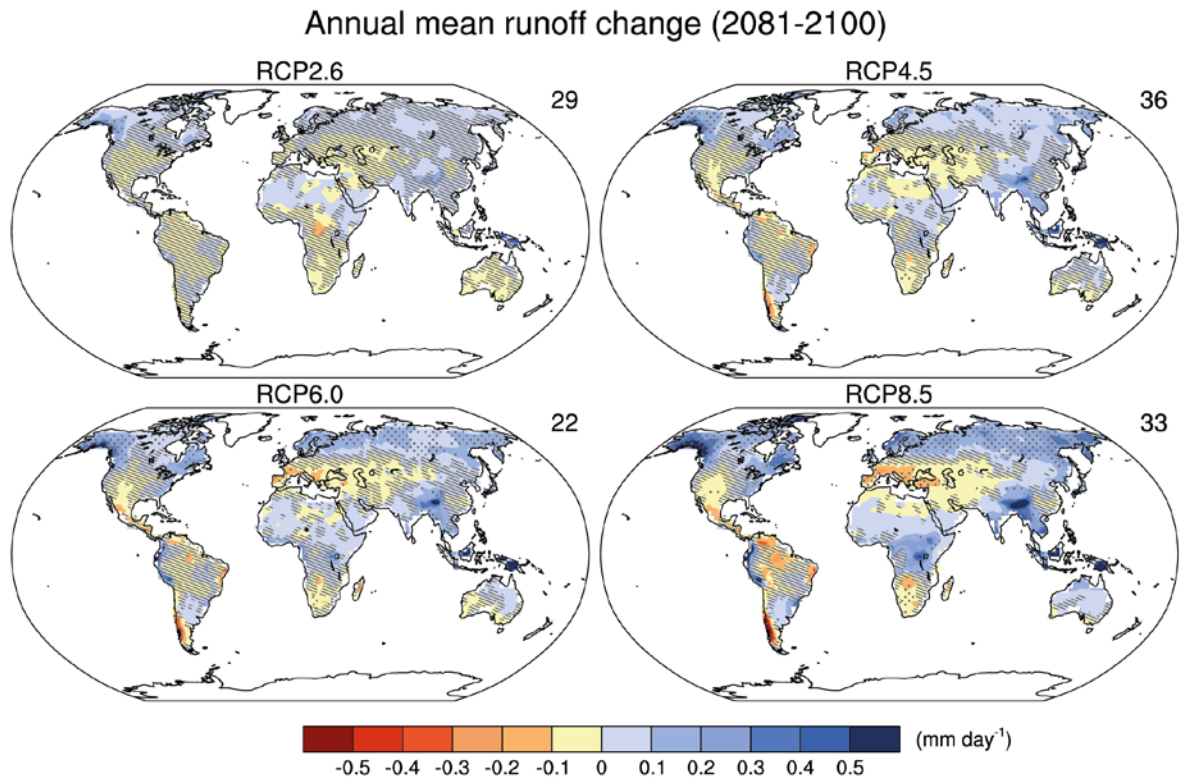 Annual mean runoff change (2081-2100)
RCP2.6
29
RCP4.5
36
RCP6.0
22
RCP8.5
33
-0.5 -0.4 -0.3 -0.2 -0.1 0 0.1 0.2 0.3 0.4 0.5 (mm day⁻¹)